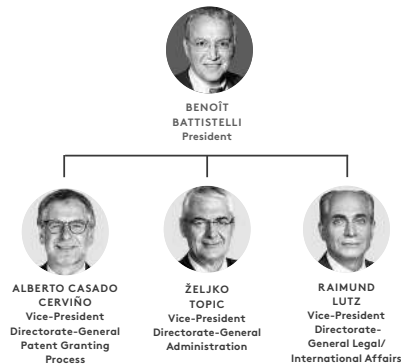 BENOÎT
BATTISTELLI
President
ALBERTO CASADO
CERVIÑO
Vice-President
Directorate-General
Patent Granting
Process
ŽELJKO
TOPIC
Vice-President
Directorate-General
Administration
RAIMUND
LUTZ
Vice-President
Directorate-
General Legal/
International Affairs